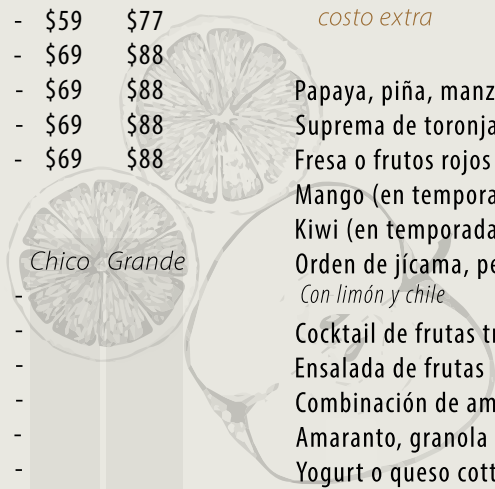 - $59 $77
- $69 $88
- $69 $88
- $69 $88
- $69 $88
Chico Grande
-
-
-
-
-
-
costo extra
Papaya, piña, manz
Suprema de toronja
Fresa o frutos rojos
Mango (en tempora
Kiwi (en temporada
Orden de jícama, pe
Con limón y chile
Cocktail de frutas t
Ensalada de frutas
Combinación de am
Amaranto, granola
Yogurt o queso cott